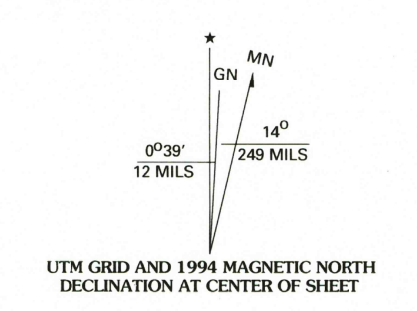 ★
MN
GN
14°
249 MILS
0°39′
12 MILS
UTM GRID AND 1994 MAGNETIC NORTH
DECLINATION AT CENTER OF SHEET